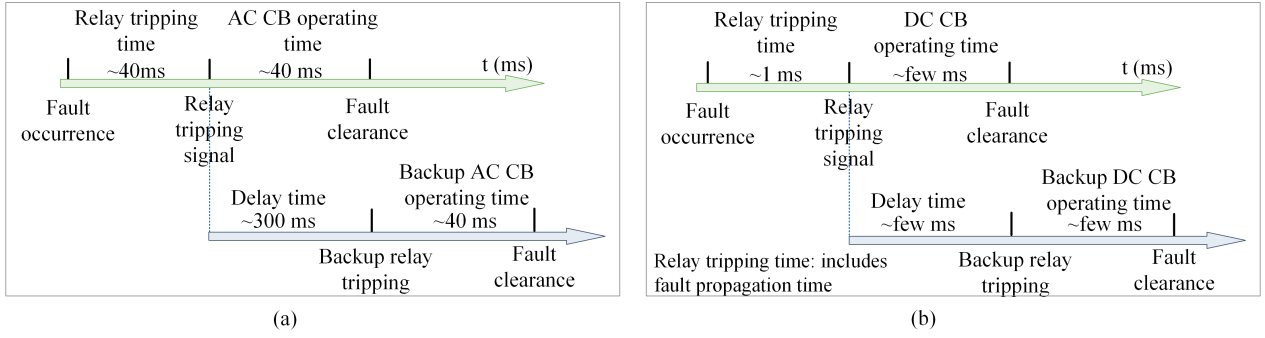 Relay tripping
time
~40ms
AC CB operating
time
~40 ms
t (ms)
Fault
occurrence
Relay
tripping
signal
Fault
clearance
Delay time
~300 ms
Backup AC CB
operating time
~40 ms
Backup relay
tripping
Fault
clearance
(a)
Relay tripping
time
~1 ms
DC CB
operating time
~few ms
t (ms)
Fault
occurrence
Relay
tripping
signal
Fault
clearance
Delay time
~few ms
Backup DC CB
operating time
~few ms
Backup relay
tripping
Fault
clearance
Relay tripping time: includes
fault propagation time
(b)